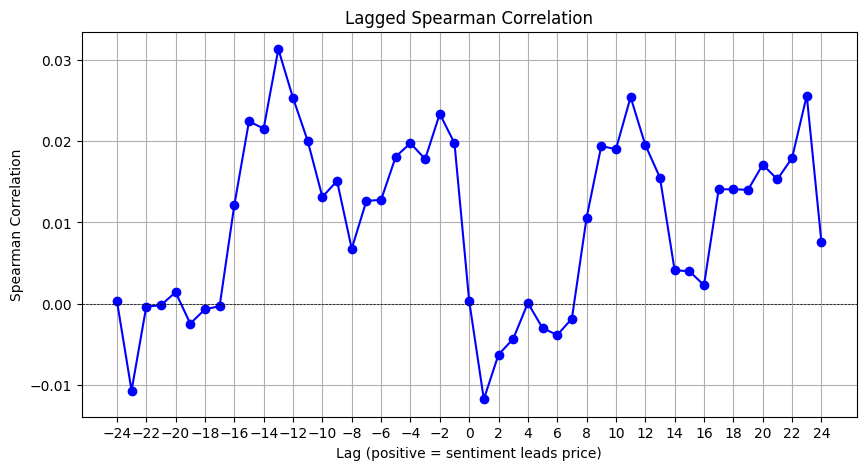 Lagged Spearman Correlation
Spearman Correlation
0.03
0.02
0.01
0.00
−0.01
−24 −22 −20 −18 −16 −14 −12 −10 −8 −6 −4 −2 0 2 4 6 8 10 12 14 16 18 20 22 24
Lag (positive = sentiment leads price)